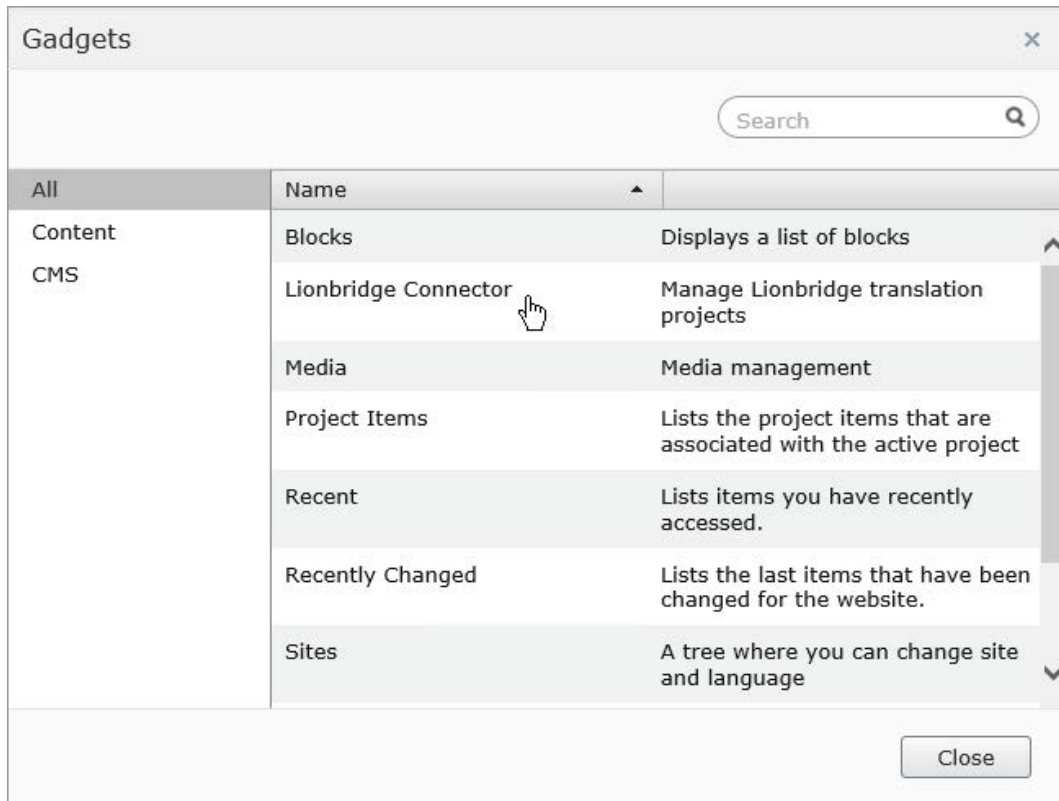 Gadgets
Search
All
Name
Content
CMS
Blocks
Displays a list of blocks
Lionbridge Connector
Manage Lionbridge translation
projects
Media
Media management
Project Items
Lists the project items that are
associated with the active project
Recent
Lists items you have recently
accessed.
Recently Changed
Lists the last items that have been
changed for the website.
Sites
A tree where you can change site
and language
Close